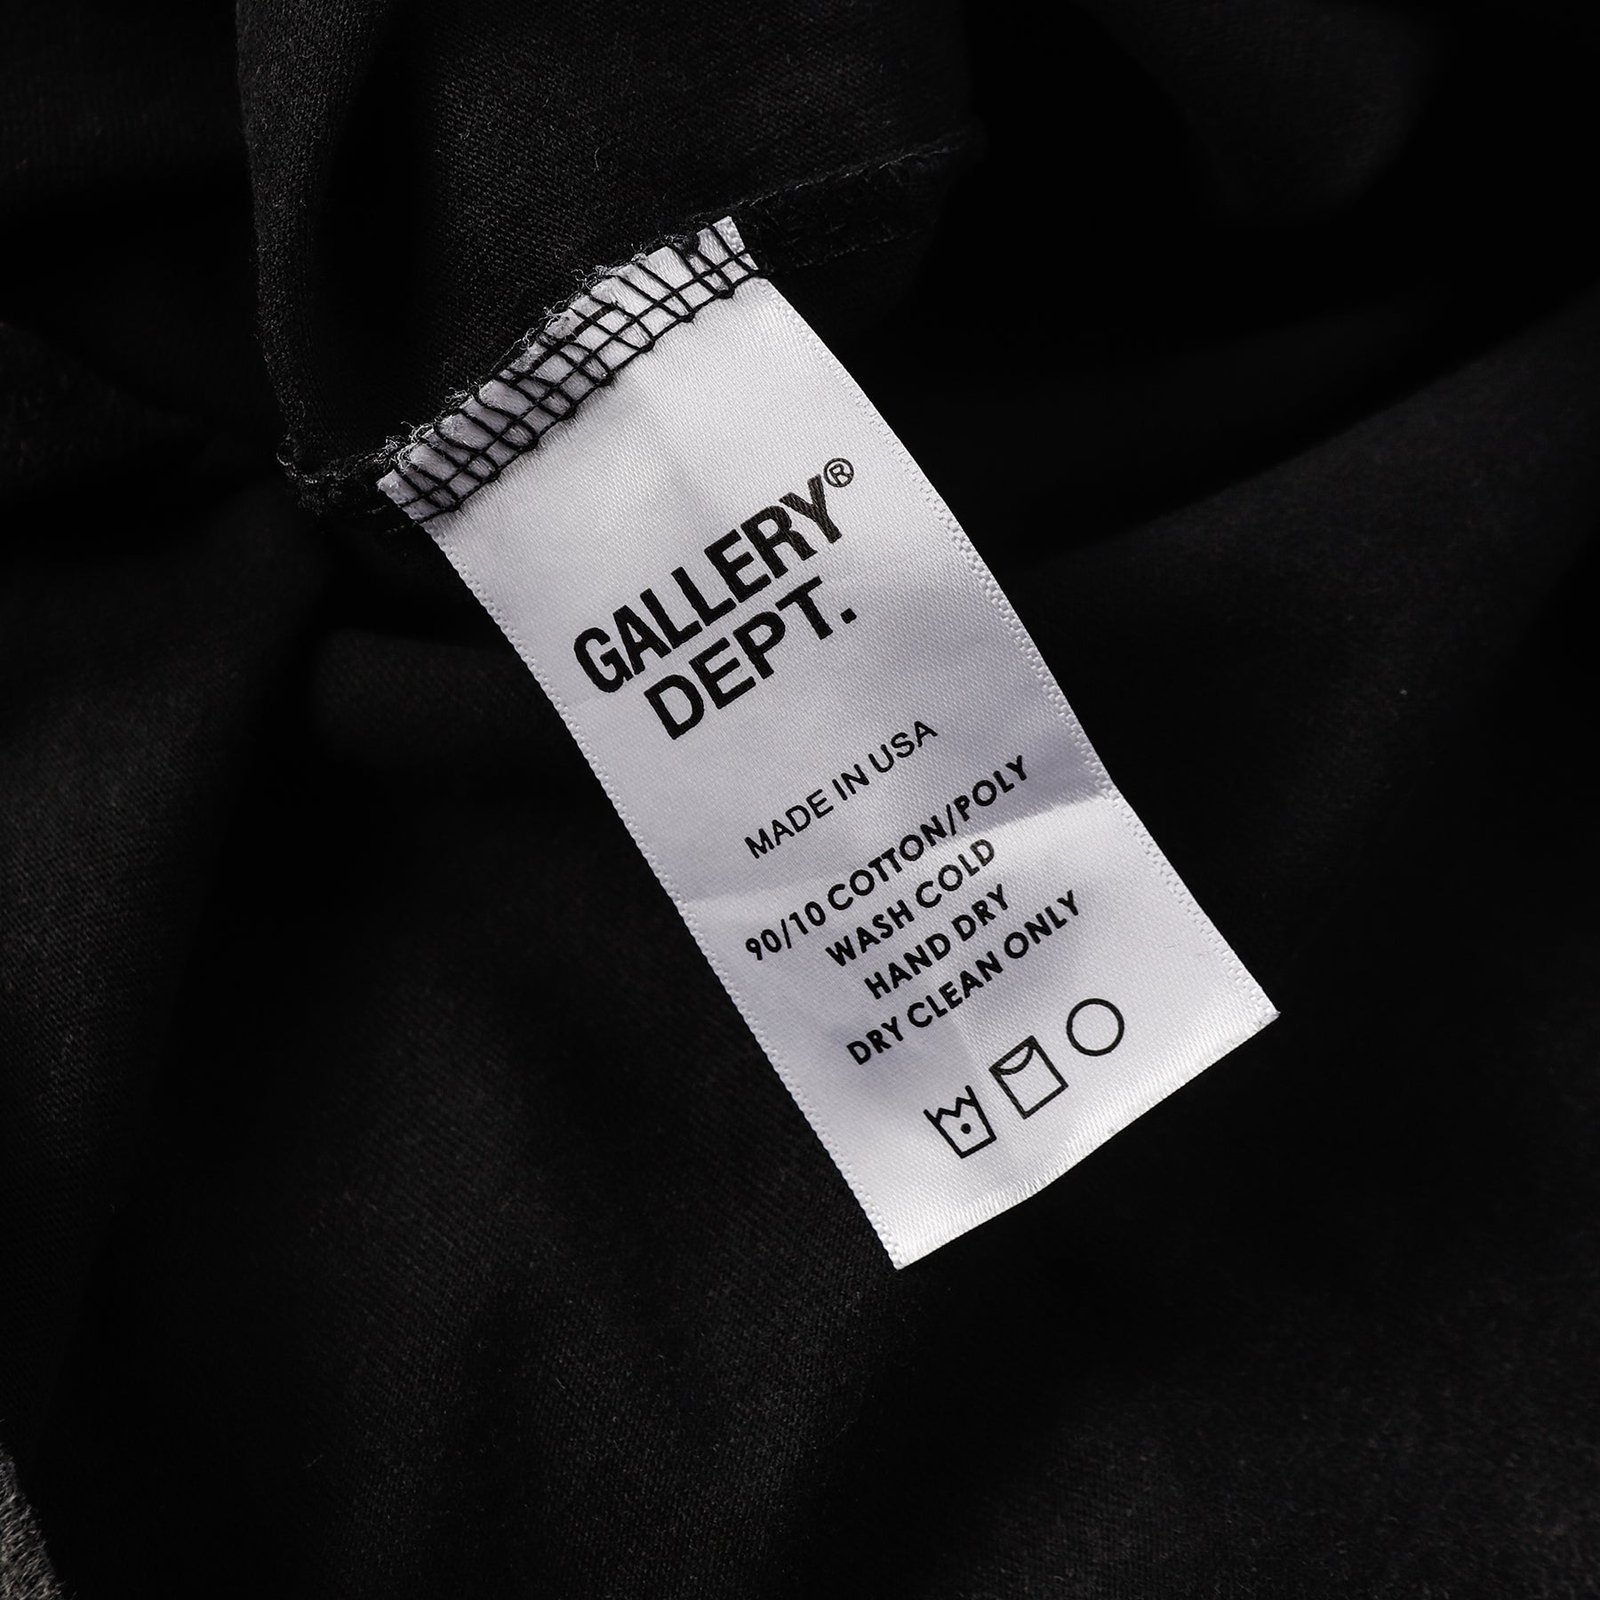 GALLERY®
DEPT.
MADE IN USA
90/10 COTTON/POLY
WASH COLD
HAND DRY
DRY CLEAN ONLY